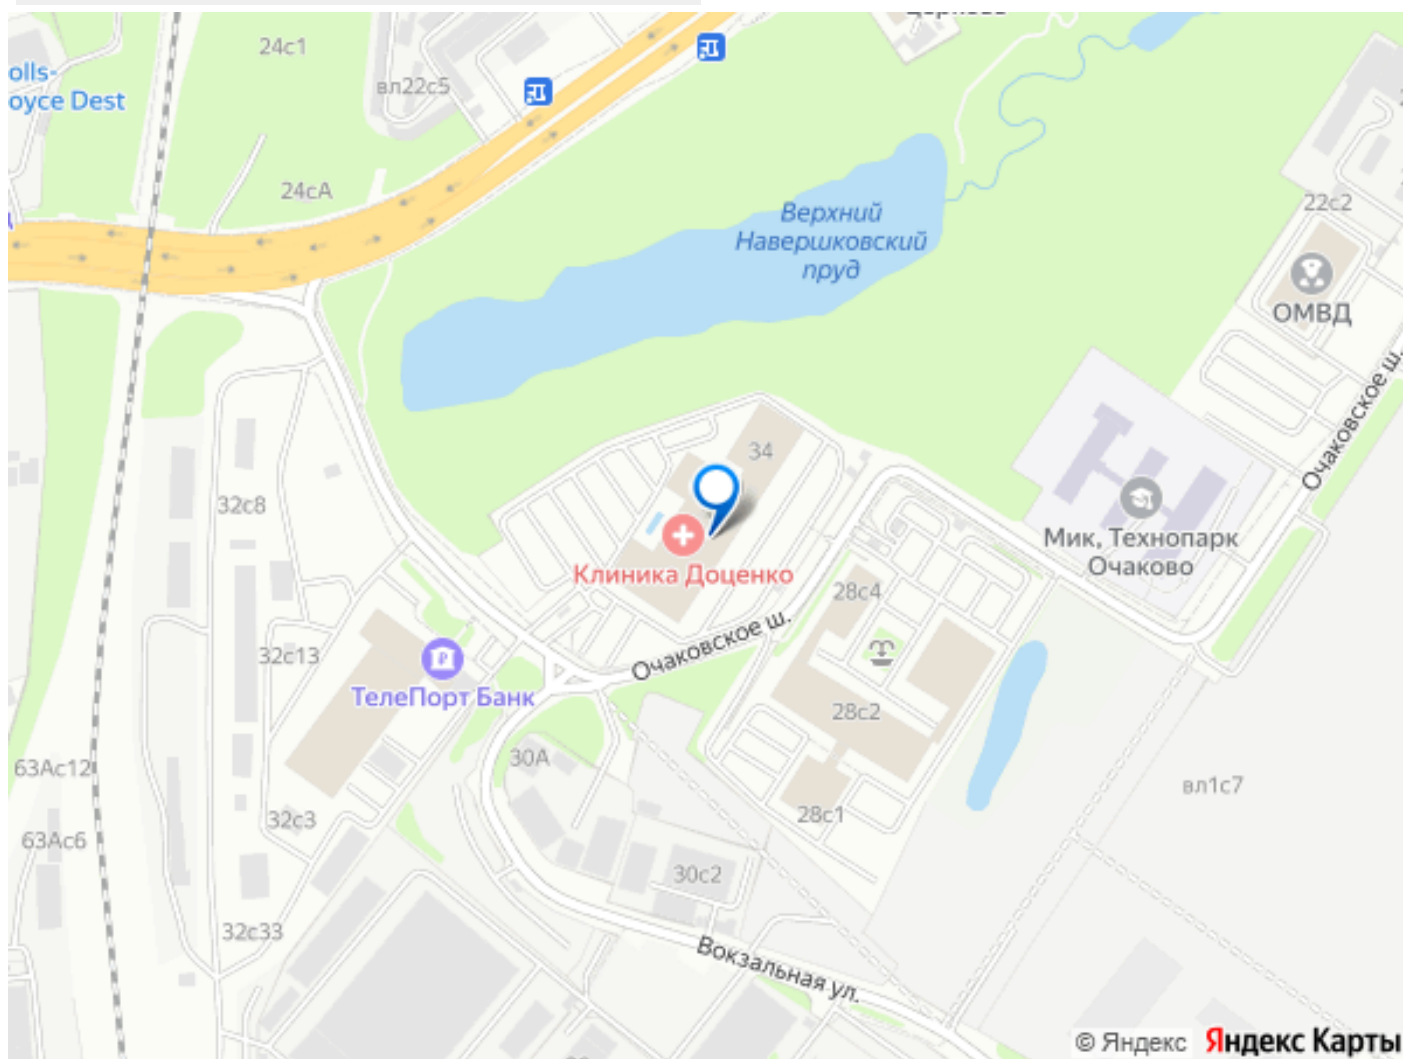 24с1
olls-
oyce Dest
вл22с5
24сА
22с2
Верхний
Навершковский
пруд
ОМВД
Очаковское ш.
34
32с8
Мик, Технопарк
Очаково
Клиника Доценко
28с4
Очаковское ш.
32с13
ТелеПорт Банк
28с2
30А
63Ас12
вл1с7
28с1
32с3
63Ас6
30с2
32с33
Вокзальная ул.
© Яндекс Яндекс Карты